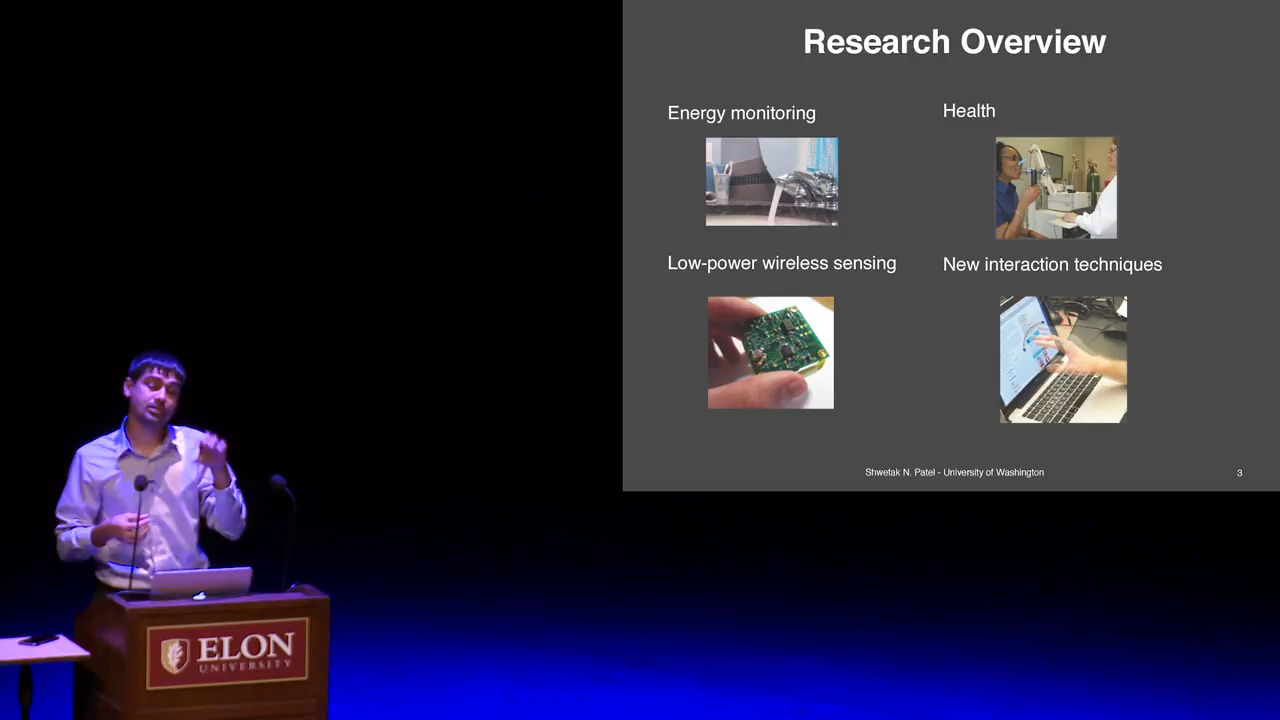 Research Overview
Energy monitoring
Health
Low-power wireless sensing
New interaction techniques
Shwetak N. Patel - University of Washington
3
ELON
UNIVERSITY